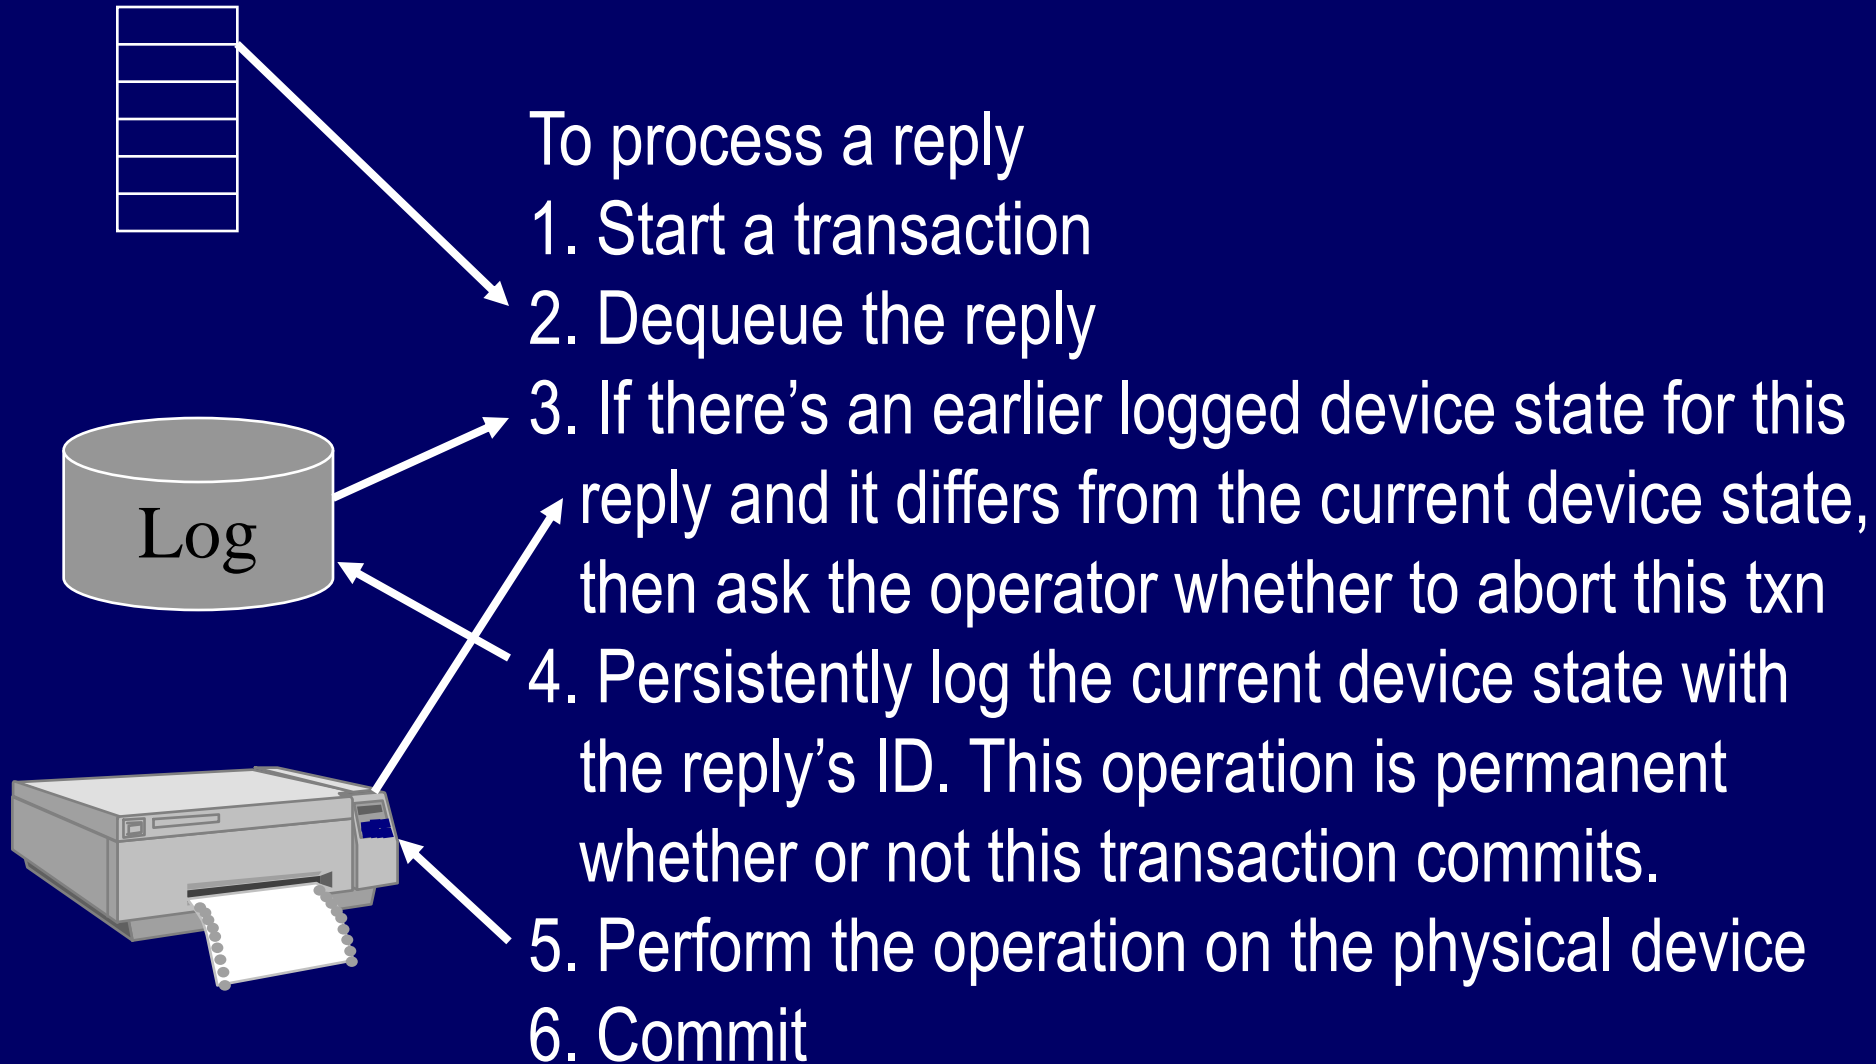 To process a reply
1. Start a transaction
2. Dequeue the reply
3. If there’s an earlier logged device state for this
reply and it differs from the current device state,
then ask the operator whether to abort this txn
Log
4. Persistently log the current device state with
the reply’s ID. This operation is permanent
whether or not this transaction commits.
5. Perform the operation on the physical device
6. Commit